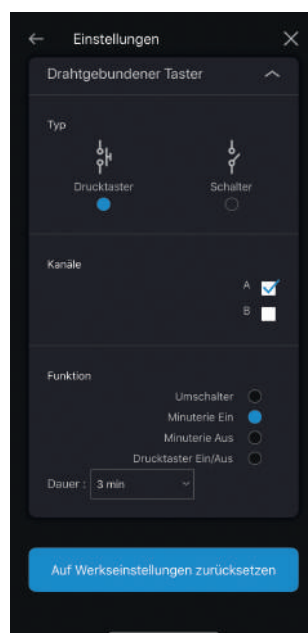 Einstellungen
Drahtgebundener Taster
Typ
Drucktaster Schalter
Kanäle
A
B
Funktion
Umschalter
Minuterie Ein
Minuterie Aus
Drucktaster Ein/Aus
Dauer : 3 min
Auf Werkseinstellungen zurücksetzen